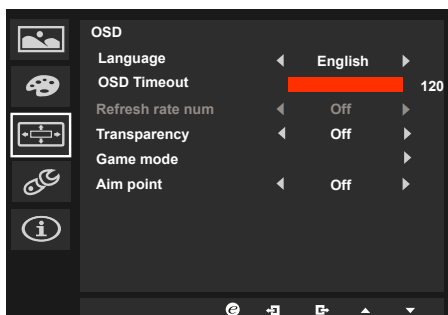 OSD
Language English
OSD Timeout 120
Refresh rate num Off
Transparency Off
Game mode
Aim point Off